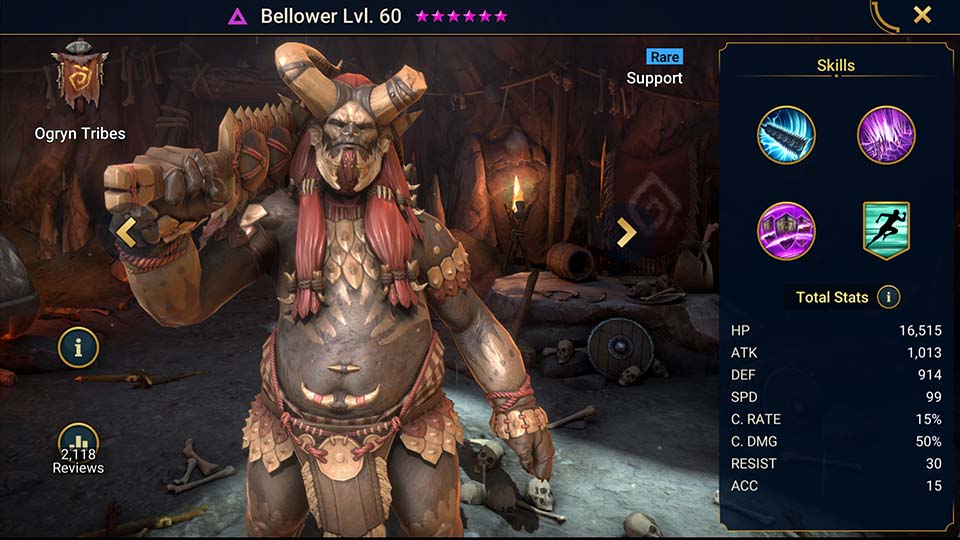 Bellower Lvl. 60
Ogryn Tribes
Rare
Support
2,118
Reviews
Skills
Total Stats i
HP 16,515
ATK 1,013
DEF 914
SPD 99
C. RATE 15%
C. DMG 50%
RESIST 30
ACC 15